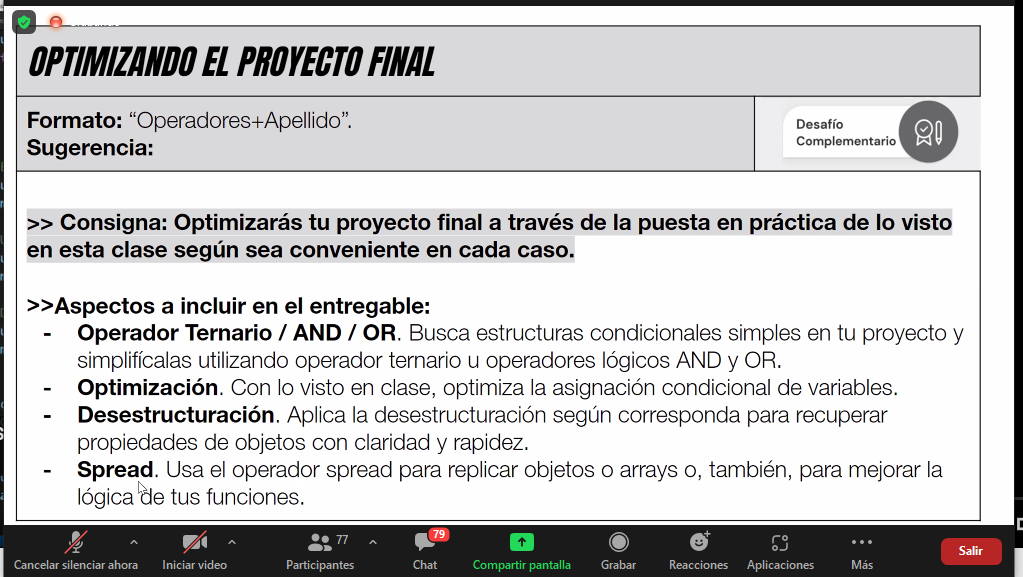 OPTIMIZANDO EL PROYECTO FINAL
Formato: “Operadores+Apellido”.
Sugerencia:
Desafío
Complementario
>> Consigna: Optimizarás tu proyecto final a través de la puesta en práctica de lo visto
en esta clase según sea conveniente en cada caso.
>>Aspectos a incluir en el entregable:
- Operador Ternario / AND / OR. Busca estructuras condicionales simples en tu proyecto y
simplifícalas utilizando operador ternario u operadores lógicos AND y OR.
- Optimización. Con lo visto en clase, optimiza la asignación condicional de variables.
- Desestructuración. Aplica la desestructuración según corresponda para recuperar
propiedades de objetos con claridad y rapidez.
- Spread. Usa el operador spread para replicar objetos o arrays o, también, para mejorar la
lógica de tus funciones.
77
79
Cancelar silenciar ahora
Iniciar video
Participantes
Chat
Compartir pantalla
Grabar
Reacciones
Aplicaciones
Más
Salir